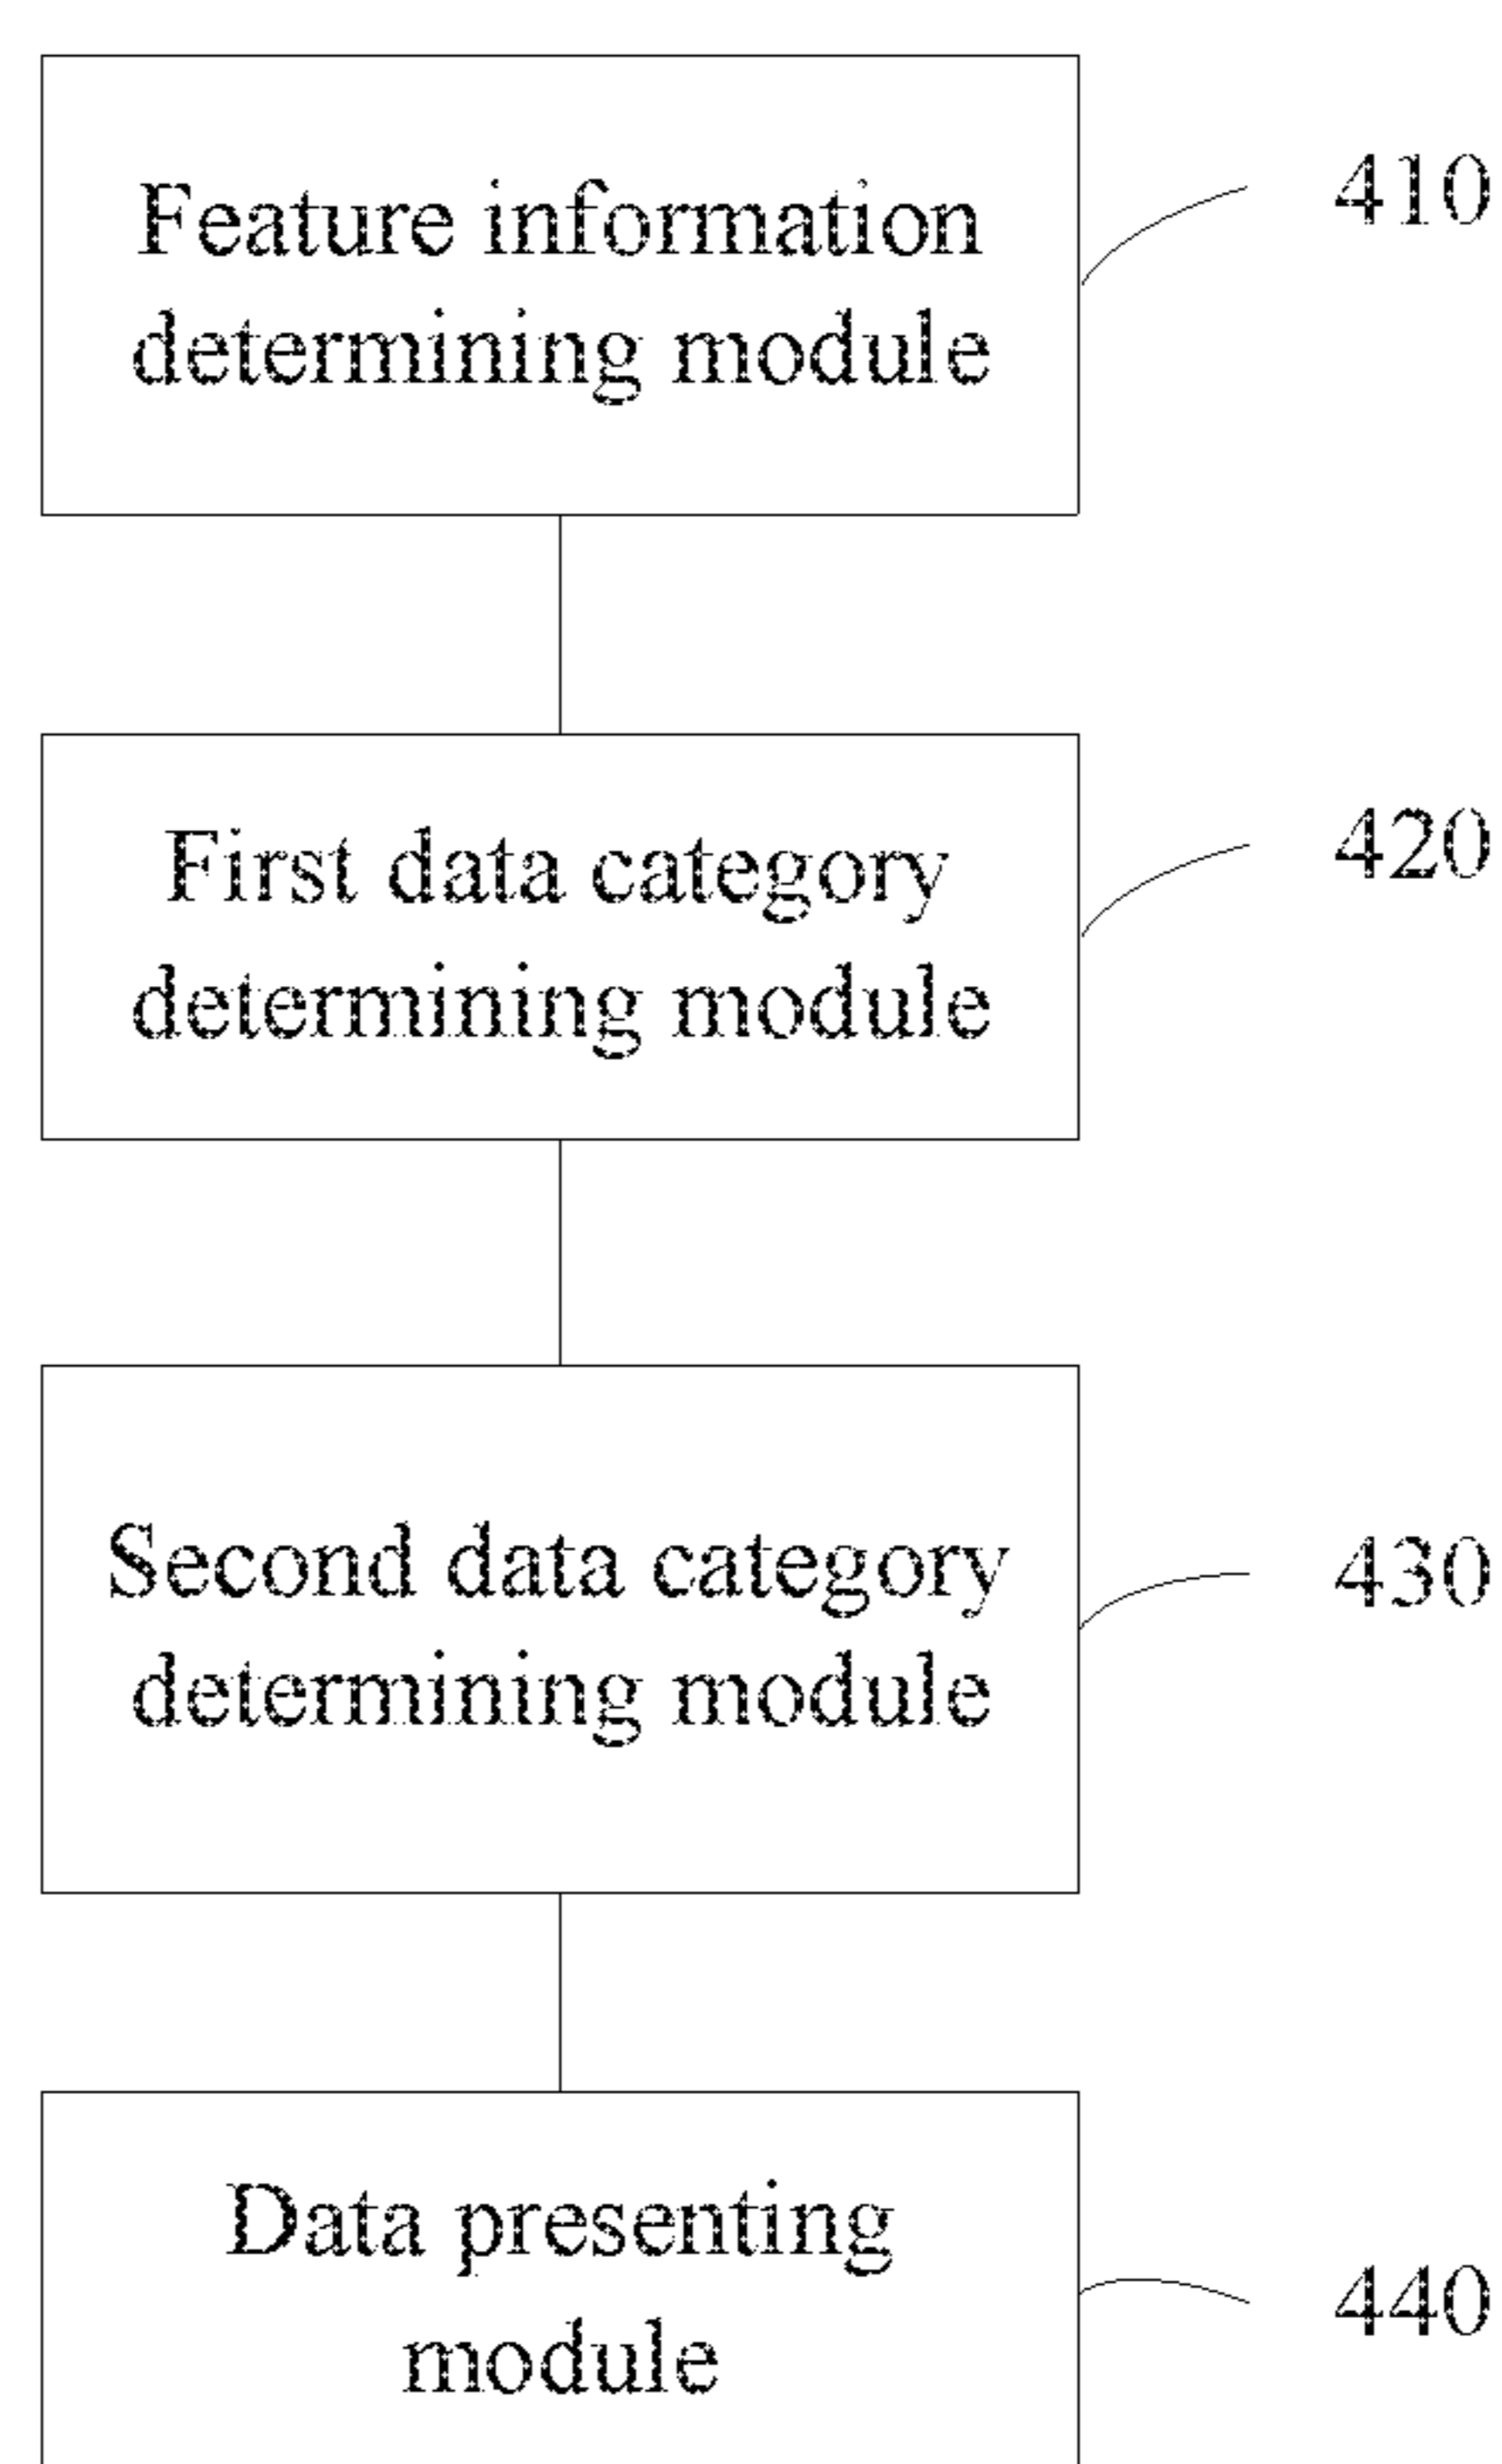 Feature information
determining module
410
First data category
determining module
420
Second data category
determining module
430
Data presenting
module
440